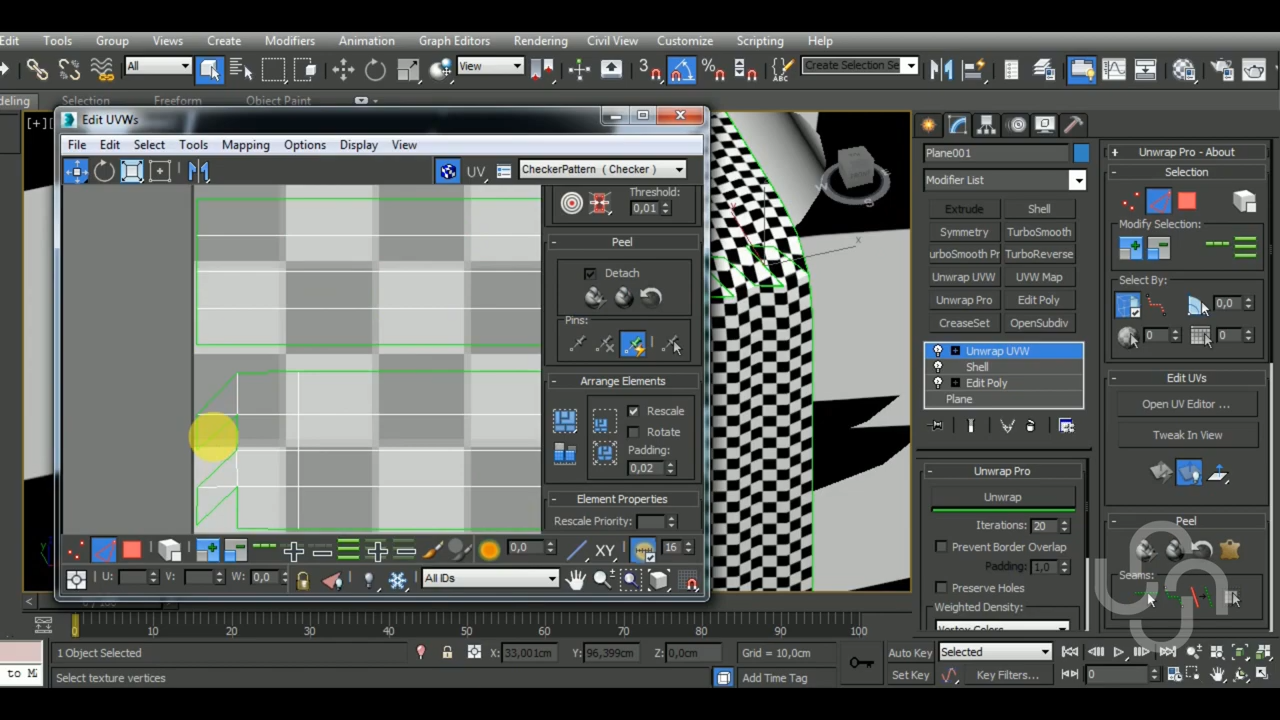 Edit Tools Group Views Create Modifiers Animation Graph Editors Rendering Civil View Customize Scripting Help
All View 3 Create Selection Se
deling Selection Freeform Object Paint
[+]
Edit UVWs
File Edit Select Tools Mapping Options Display View
UV CheckerPattern ( Checker )
Threshold:
0,01
- Peel
Detach
Pins:
- Arrange Elements
Rescale
Rotate
Padding:
0,02
- Element Properties
Rescale Priority:
0,0 XY 16
U: V: W: 0,0 All IDs
x
Plane001
Modifier List
Extrude Shell
Symmetry TurboSmooth
urboSmooth Pr TurboReverse
Unwrap UVW UVW Map
Unwrap Pro Edit Poly
CreaseSet OpenSubdiv
Unwrap UVW
Shell
Edit Poly
Plane
- Unwrap Pro
Unwrap
Iterations: 20
Prevent Border Overlap
Padding: 1,0
Preserve Holes
Weighted Density:
Vertex Colors
+ Unwrap Pro - About
- Selection
Modify Selection:
Select By:
0,0
0 0
- Edit UVs
Open UV Editor ...
Tweak In View
- Peel
Seams:
0 / 100
0 10 20 30 40 50 60 70 80 90 100
1 Object Selected X: 33,001cm Y: 96,399cm Z: 0,0cm Grid = 10,0cm Auto Key Selected
to Mi Select texture vertices Add Time Tag Set Key Key Filters... 0